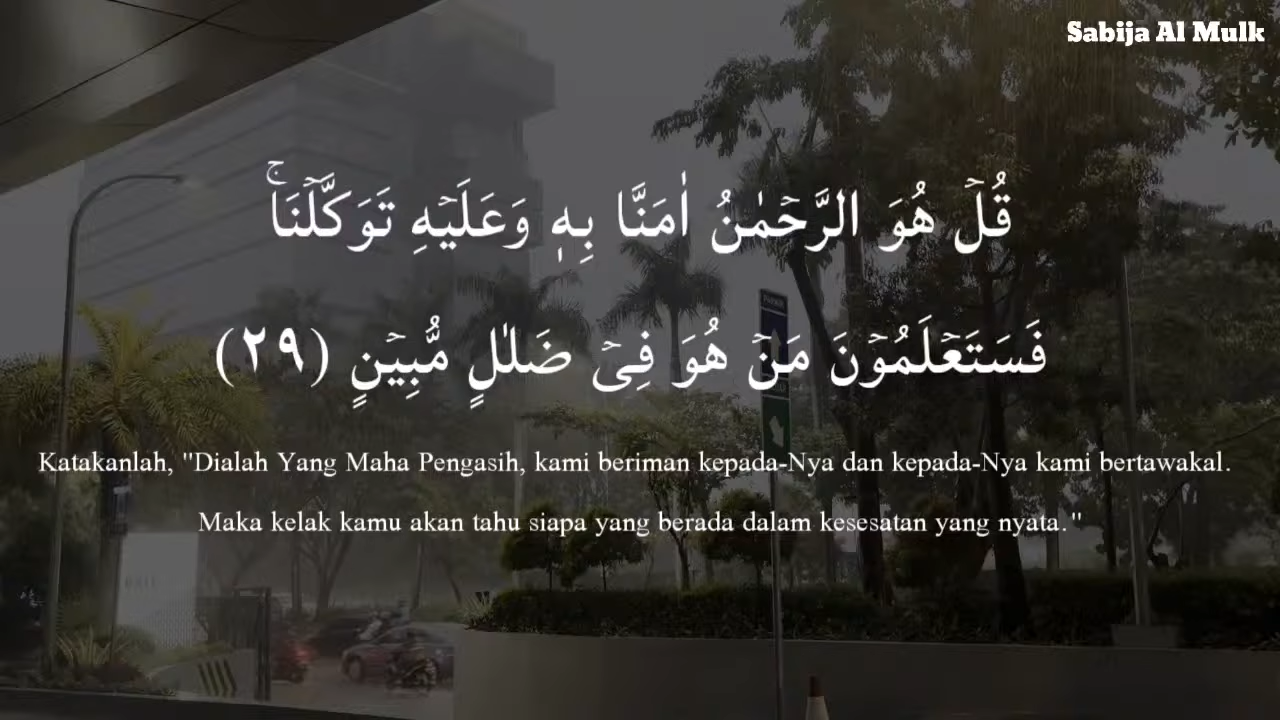 Sabija Al Mulk
قُلْ هُوَ الرَّحْمٰنُ اٰمَنَّا بِهٖ وَعَلَيْهِ تَوَكَّلْنَاۚ
فَسَتَعْلَمُوْنَ مَنْ هُوَ فِيْ ضَلٰلٍ مُّبِيْنٍ (٢٩)
Katakanlah, "Dialah Yang Maha Pengasih, kami beriman kepada-Nya dan kepada-Nya kami bertawakal.
Maka kelak kamu akan tahu siapa yang berada dalam kesesatan yang nyata."